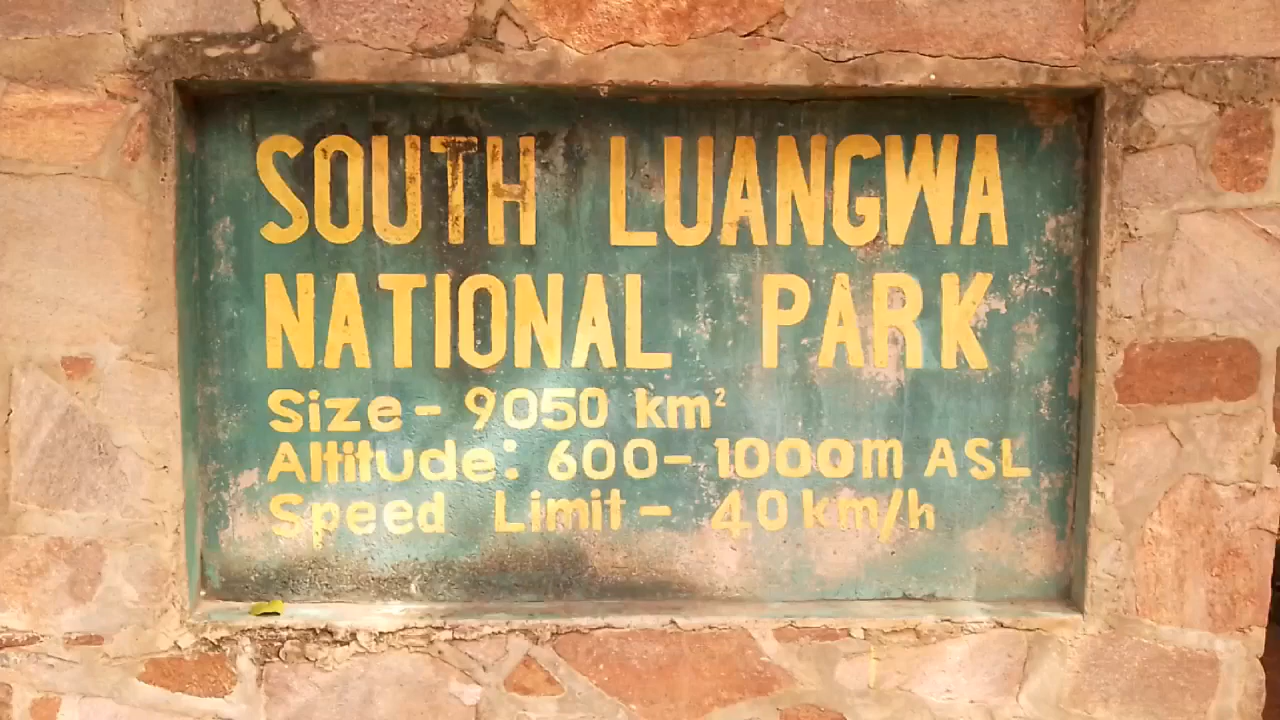 SOUTH LUANGWA
NATIONAL PARK
Size - 9050 km²
Altitude: 600 - 1000m ASL
Speed Limit - 40 km/h